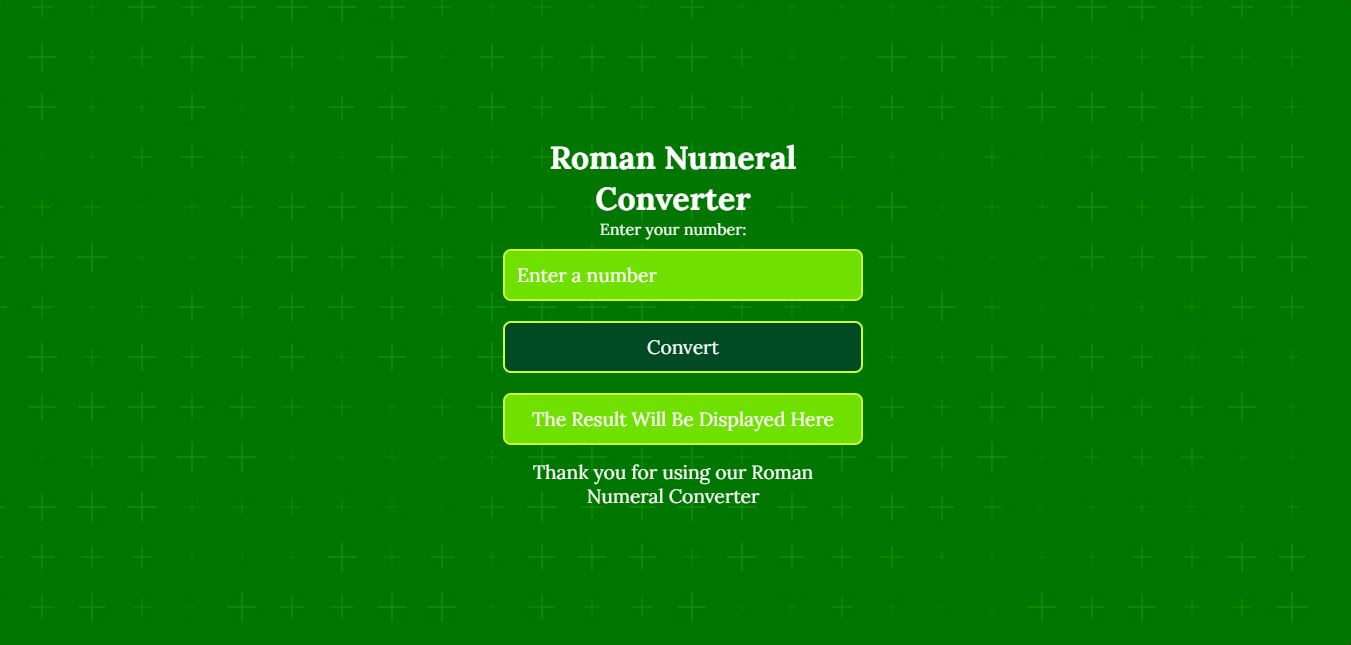 Roman Numeral
Converter
Enter your number:
Enter a number
Convert
The Result Will Be Displayed Here
Thank you for using our Roman
Numeral Converter